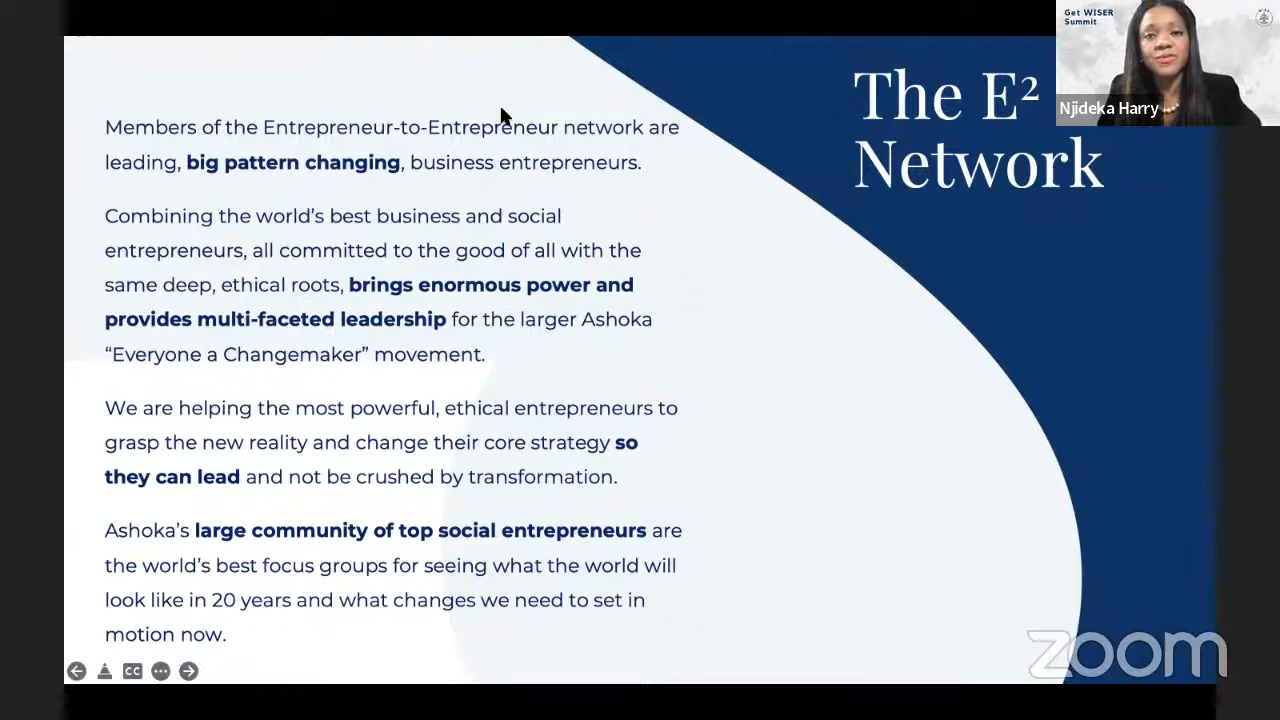 Get WISER
Summit
Njideka Harry
The E² 
Network
Members of the Entrepreneur-to-Entrepreneur network are
leading, big pattern changing, business entrepreneurs.
Combining the world’s best business and social
entrepreneurs, all committed to the good of all with the
same deep, ethical roots, brings enormous power and
provides multi-faceted leadership for the larger Ashoka
“Everyone a Changemaker” movement.
We are helping the most powerful, ethical entrepreneurs to
grasp the new reality and change their core strategy so
they can lead and not be crushed by transformation.
Ashoka’s large community of top social entrepreneurs are
the world’s best focus groups for seeing what the world will
look like in 20 years and what changes we need to set in
motion now.
CC
zoom